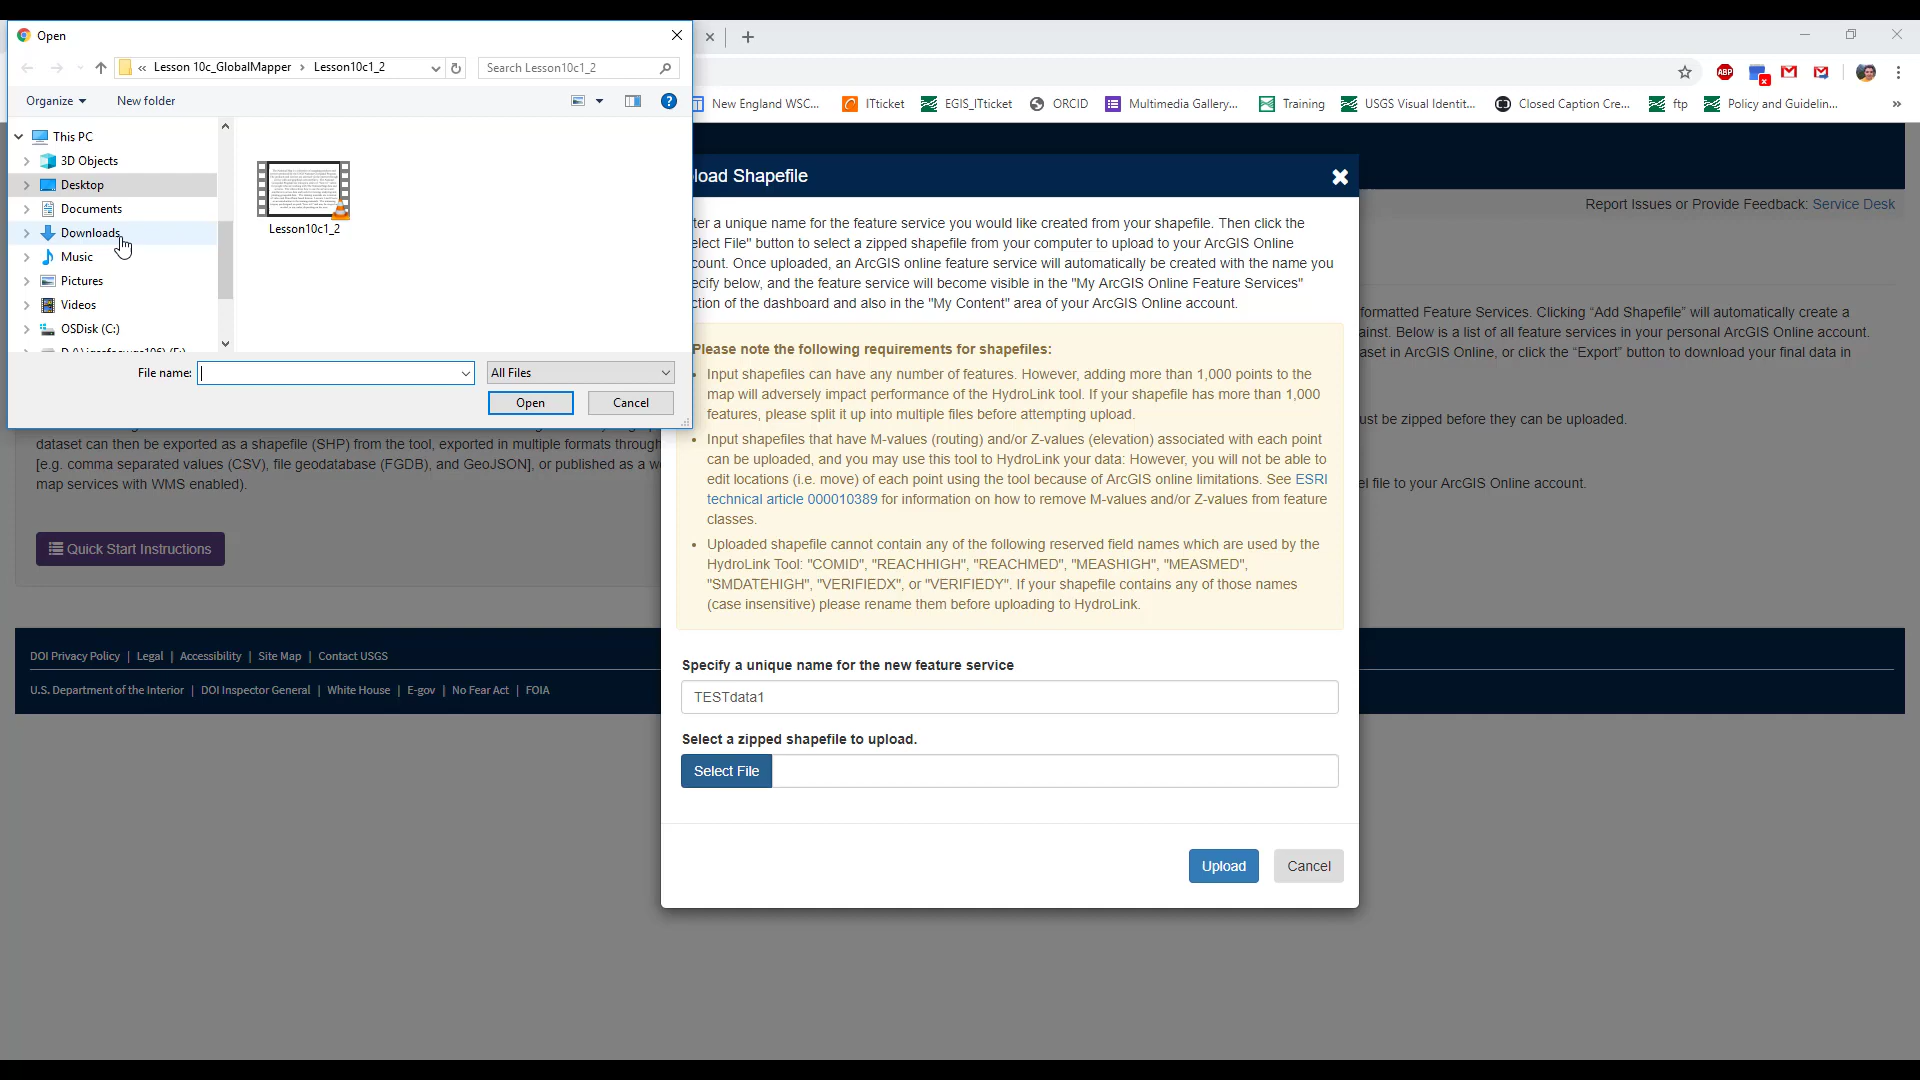 Open
« Lesson 10c_GlobalMapper › Lesson10c1_2
Search Lesson10c1_2
Organize
New folder
This PC
3D Objects
Desktop
Documents
Downloads
Music
Pictures
Videos
OSDisk (C:)
Lesson10c1_2
File name:
All Files
Open
Cancel
ABP
New England WSC...
ITticket
EGIS_ITticket
ORCID
Multimedia Gallery...
Training
USGS Visual Identit...
Closed Caption Cre...
ftp
Policy and Guidelin...
»
Report Issues or Provide Feedback: Service Desk
load Shapefile
ter a unique name for the feature service you would like created from your shapefile. Then click the
elect File" button to select a zipped shapefile from your computer to upload to your ArcGIS Online
count. Once uploaded, an ArcGIS online feature service will automatically be created with the name you
ecify below, and the feature service will become visible in the "My ArcGIS Online Feature Services"
ction of the dashboard and also in the "My Content" area of your ArcGIS Online account.
Please note the following requirements for shapefiles:
• Input shapefiles can have any number of features. However, adding more than 1,000 points to the
map will adversely impact performance of the HydroLink tool. If your shapefile has more than 1,000
features, please split it up into multiple files before attempting upload.
• Input shapefiles that have M-values (routing) and/or Z-values (elevation) associated with each point
can be uploaded, and you may use this tool to HydroLink your data: However, you will not be able to
edit locations (i.e. move) of each point using the tool because of ArcGIS online limitations. See ESRI
technical article 000010389 for information on how to remove M-values and/or Z-values from feature
classes.
• Uploaded shapefile cannot contain any of the following reserved field names which are used by the
HydroLink Tool: "COMID", "REACHHIGH", "REACHMED", "MEASHIGH", "MEASMED",
"SMDATEHIGH", "VERIFIEDX", or "VERIFIEDY". If your shapefile contains any of those names
(case insensitive) please rename them before uploading to HydroLink.
Specify a unique name for the new feature service
TESTdata1
Select a zipped shapefile to upload.
Select File
Upload
Cancel
formatted Feature Services. Clicking “Add Shapefile” will automatically create a
ainst. Below is a list of all feature services in your personal ArcGIS Online account.
aset in ArcGIS Online, or click the “Export” button to download your final data in
ust be zipped before they can be uploaded.
el file to your ArcGIS Online account.
dataset can then be exported as a shapefile (SHP) from the tool, exported in multiple formats through
[e.g. comma separated values (CSV), file geodatabase (FGDB), and GeoJSON], or published as a w
map services with WMS enabled).
Quick Start Instructions
DOI Privacy Policy | Legal | Accessibility | Site Map | Contact USGS
U.S. Department of the Interior | DOI Inspector General | White House | E-gov | No Fear Act | FOIA